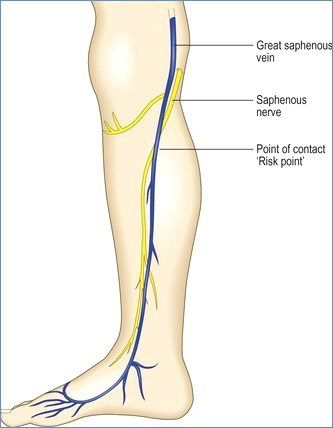 Great saphenous
vein
Saphenous
nerve
Point of contact
‘Risk point’